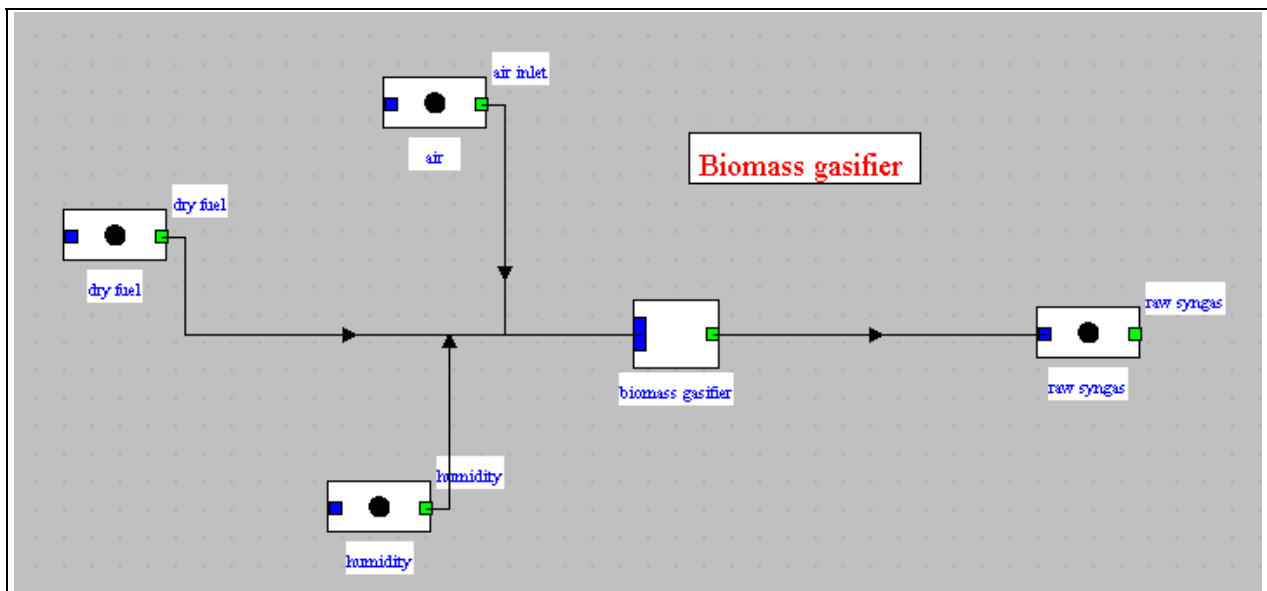 air inlet
air
Biomass gasifier
dry fuel
dry fuel
raw syngas
biomass gasifier
raw syngas
humidity
humidity